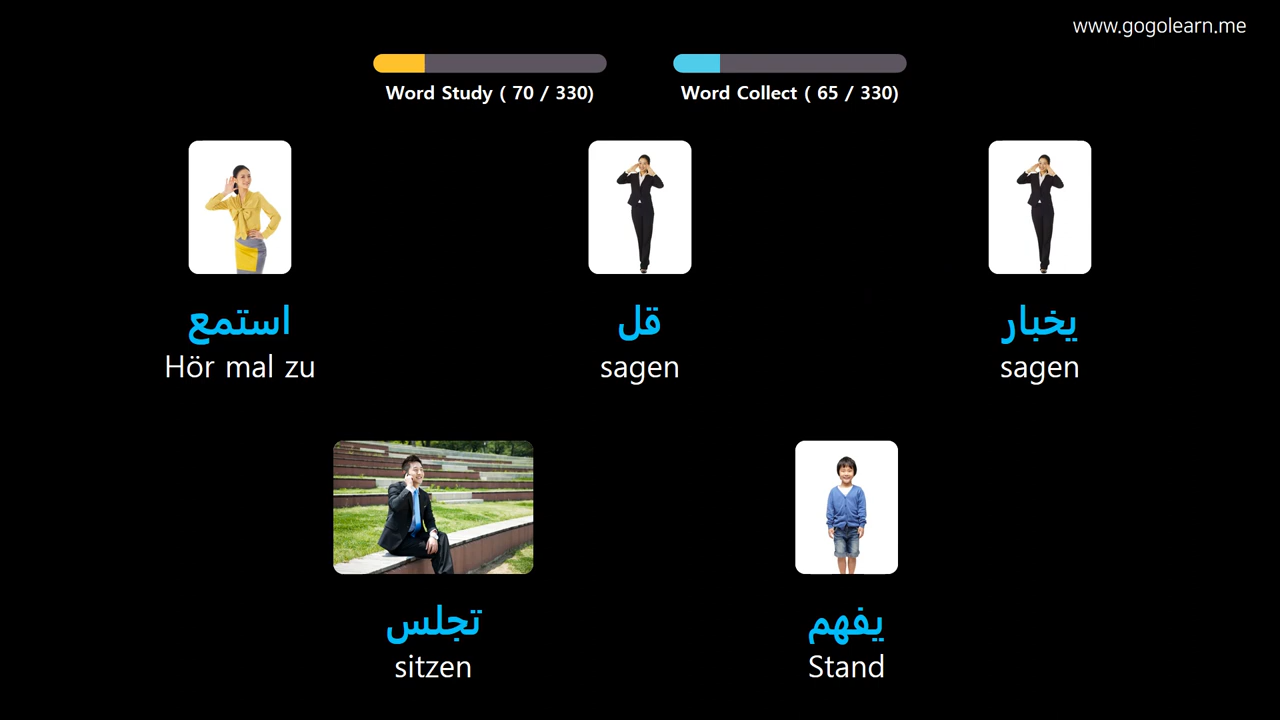 www.gogolearn.me
Word Study ( 70 / 330)
Word Collect ( 65 / 330)
استمع
Hör mal zu
قل
sagen
يخبار
sagen
تجلس
sitzen
يفهم
Stand